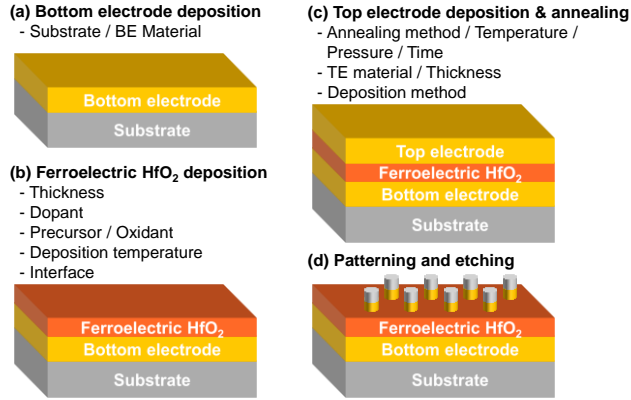 (a) Bottom electrode deposition
- Substrate / BE Material
Bottom electrode
Substrate
(b) Ferroelectric HfO₂ deposition
- Thickness
- Dopant
- Precursor / Oxidant
- Deposition temperature
- Interface
Ferroelectric HfO₂
Bottom electrode
Substrate
(c) Top electrode deposition & annealing
- Annealing method / Temperature /
Pressure / Time
- TE material / Thickness
- Deposition method
Top electrode
Ferroelectric HfO₂
Bottom electrode
Substrate
(d) Patterning and etching
Ferroelectric HfO₂
Bottom electrode
Substrate